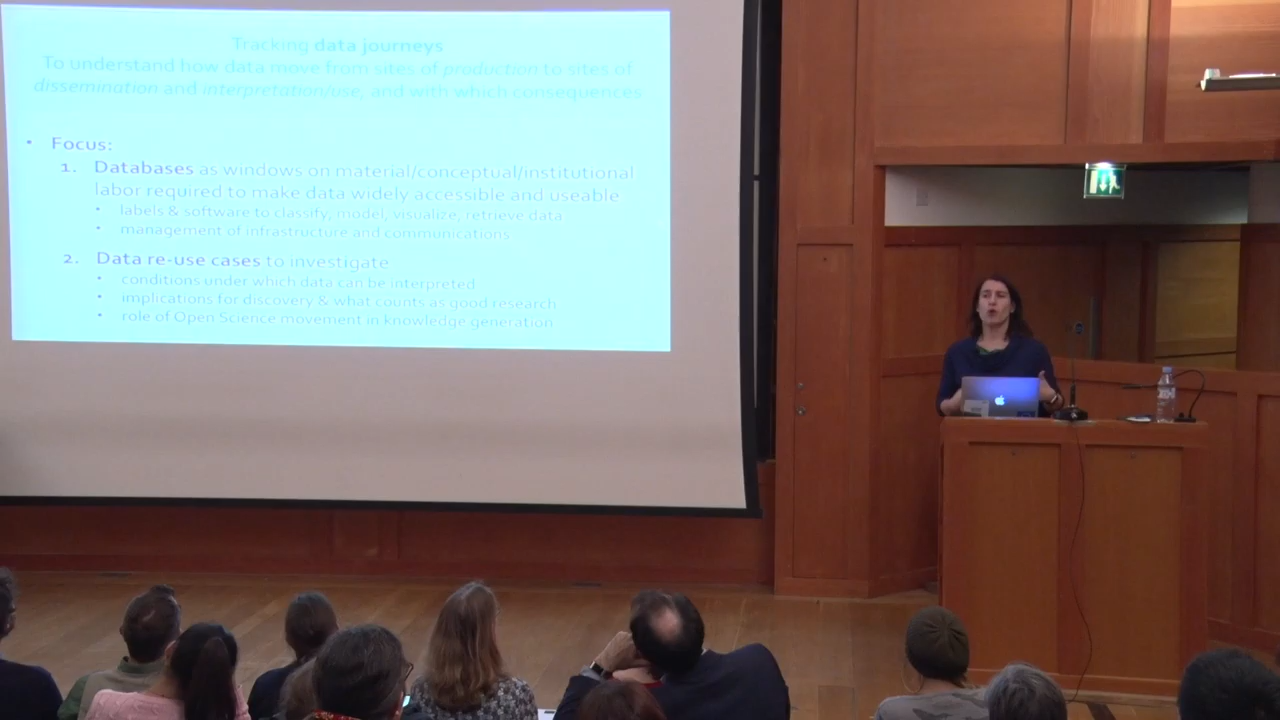 Tracking data journeys
To understand how data move from sites of production to sites of
dissemination and interpretation/use, and with which consequences
• Focus:
1. Databases as windows on material/conceptual/institutional
labor required to make data widely accessible and useable
• labels & software to classify, model, visualize, retrieve data
• management of infrastructure and communications
2. Data re-use cases to investigate
• conditions under which data can be interpreted
• implications for discovery & what counts as good research
• role of Open Science movement in knowledge generation